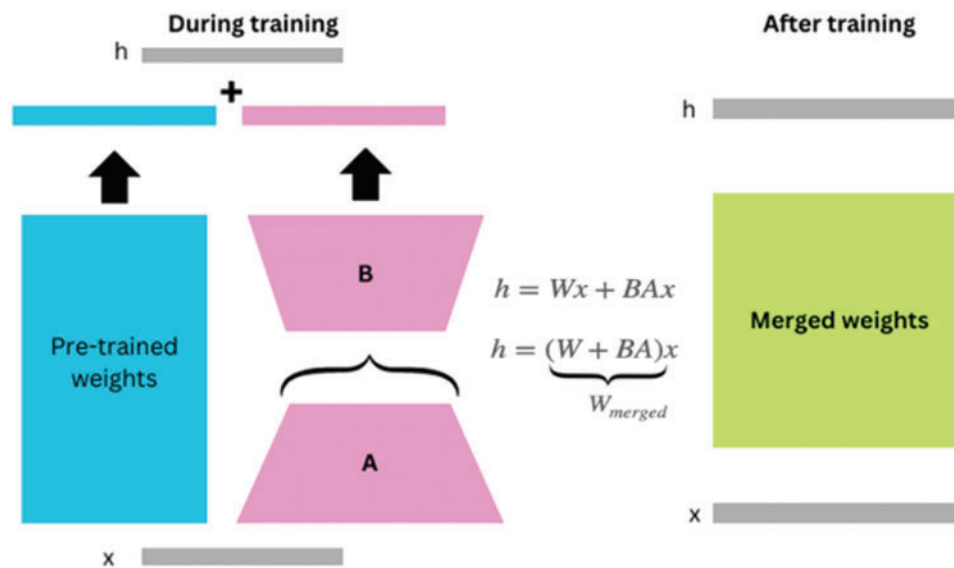 During training
After training
h
+
h
B
h = Wx + BAx
Pre-trained
weights
h = (W + BA)x
W_merged
Merged weights
A
x
x